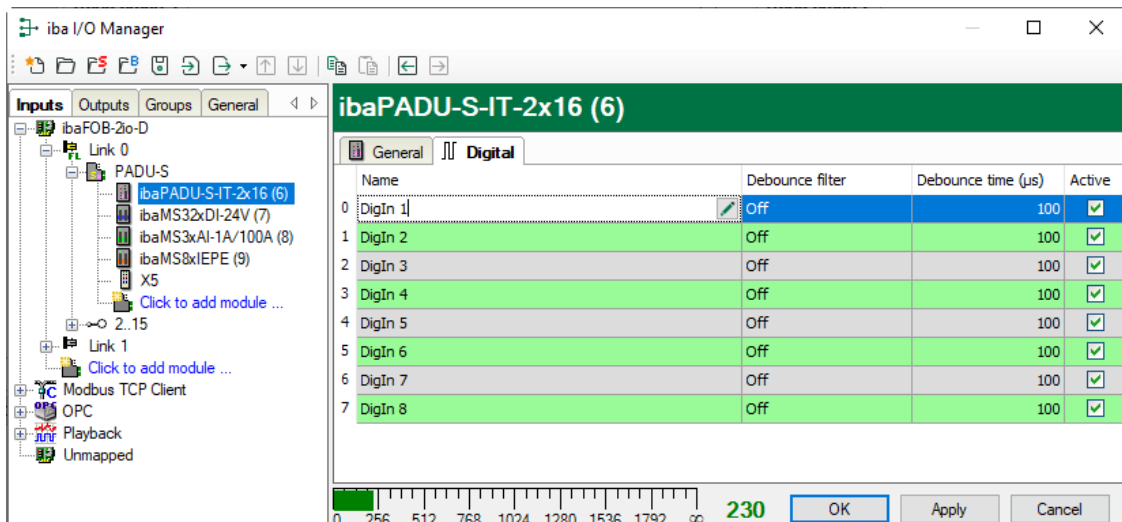 iba I/O Manager
Inputs Outputs Groups General
ibaFOB-2io-D
Link 0
PADU-S
ibaPADU-S-IT-2x16 (6)
ibaMS32xDI-24V (7)
ibaMS3xAI-1A/100A (8)
ibaMS8xIEPE (9)
X5
Click to add module ...
2..15
Link 1
Click to add module ...
Modbus TCP Client
OPC
Playback
Unmapped
ibaPADU-S-IT-2x16 (6)
General Digital
Name Debounce filter Debounce time (µs) Active
0 DigIn 1 Off 100
1 DigIn 2 Off 100
2 DigIn 3 Off 100
3 DigIn 4 Off 100
4 DigIn 5 Off 100
5 DigIn 6 Off 100
6 DigIn 7 Off 100
7 DigIn 8 Off 100
0 256 512 768 1024 1280 1536 1792 ∞ 230 OK Apply Cancel